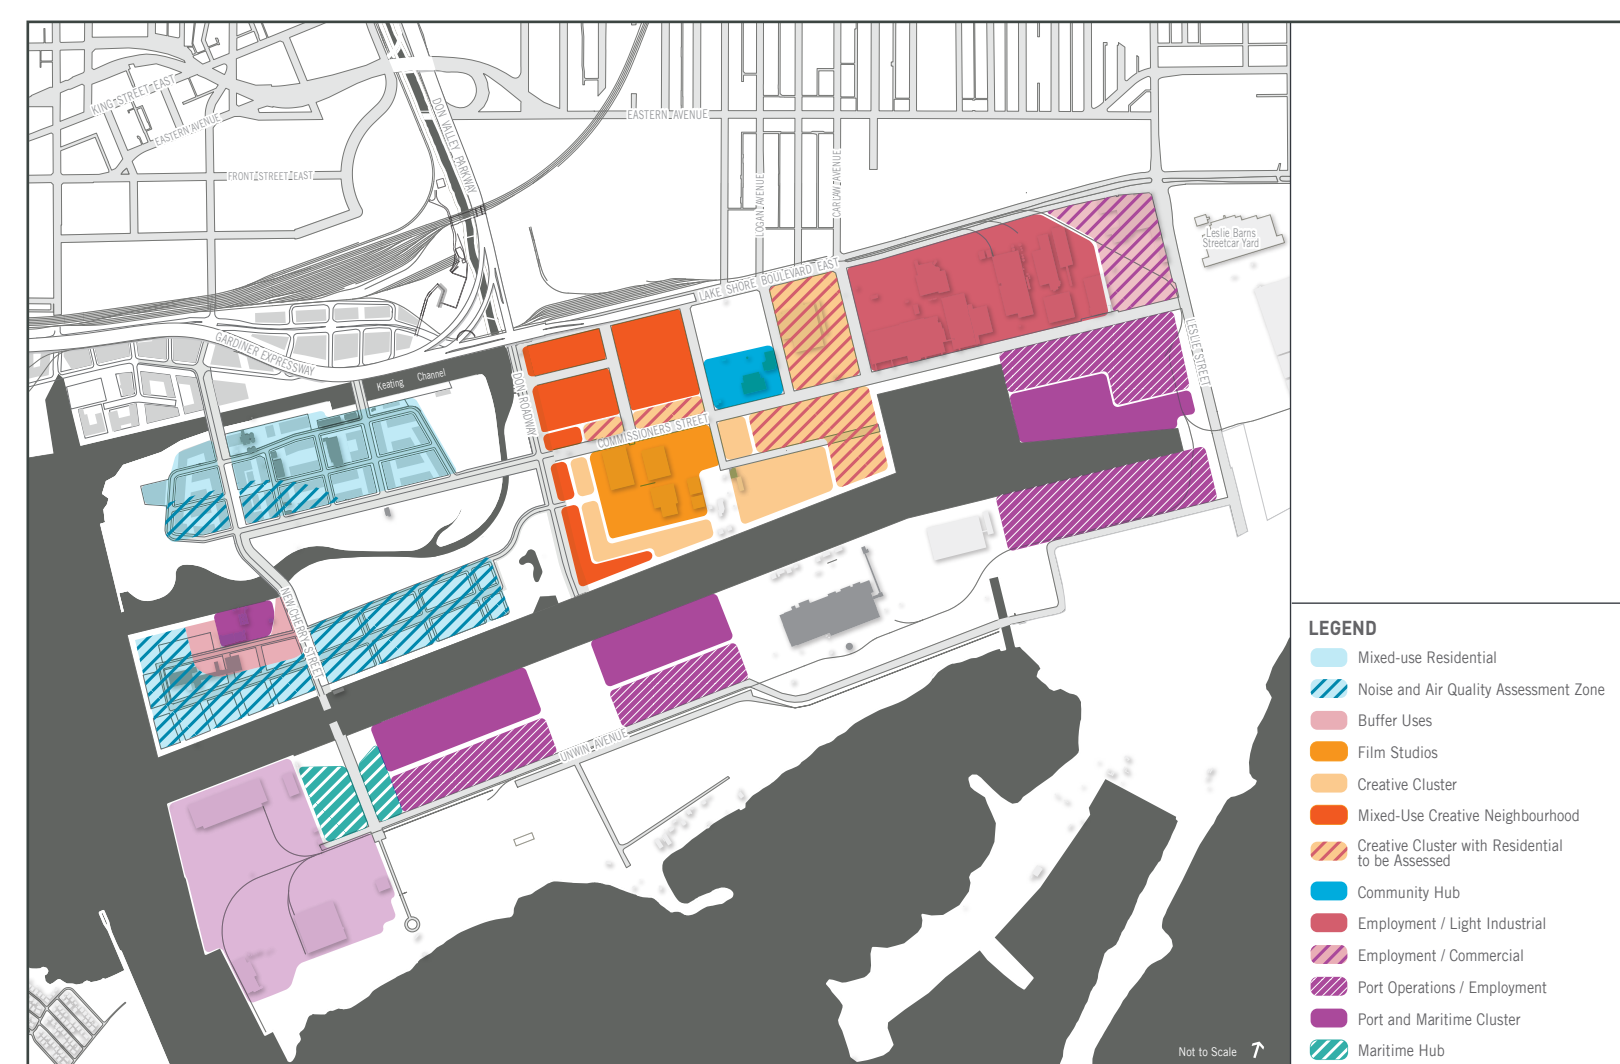 KING STREET EAST
EASTERN AVENUE
FRONT STREET EAST
DON VALLEY PARKWAY
EASTERN AVENUE
LOGAN AVENUE
CARLAW AVENUE
Leslie Barns
Streetcar Yard
LAKE SHORE BOULEVARD EAST
GARDINER EXPRESSWAY
Keating Channel
DON ROADWAY
LESLIE STREET
COMMISSIONERS STREET
NEW CHERRY STREET
UNWIN AVENUE
LEGEND
Mixed-use Residential
Noise and Air Quality Assessment Zone
Buffer Uses
Film Studios
Creative Cluster
Mixed-Use Creative Neighbourhood
Creative Cluster with Residential
to be Assessed
Community Hub
Employment / Light Industrial
Employment / Commercial
Port Operations / Employment
Port and Maritime Cluster
Maritime Hub
Not to Scale